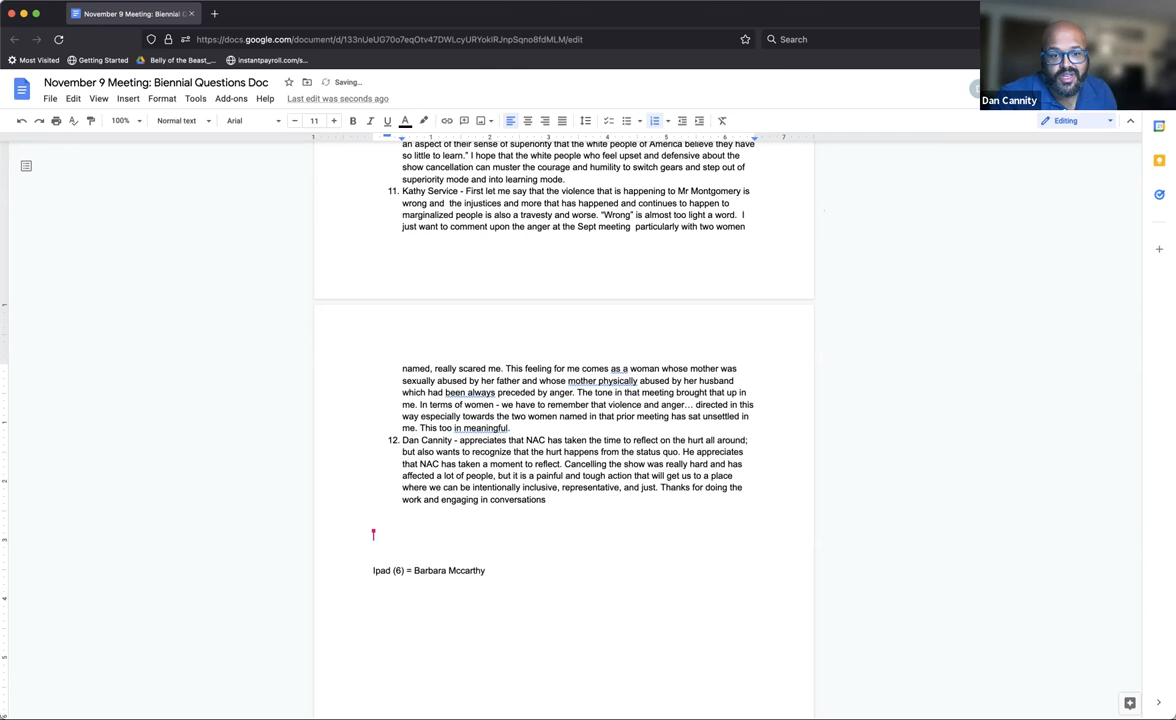 November 9 Meeting: Biennial Q
https://docs.google.com/document/d/133nUeUG70o7eqOtv47DWLcyURYokIRJnpSqno8fdMLM/edit
Search
Most Visited
Getting Started
Belly of the Beast_...
instantpayroll.com/s...
November 9 Meeting: Biennial Questions Doc
Saving...
File Edit View Insert Format Tools Add-ons Help Last edit was seconds ago
Dan Cannity
100% Normal text Arial 11 B I U A
Editing
1 1 2 3 4 5 6 7
an aspect of their sense of superiority that the white people of America believe they have
so little to learn." I hope that the white people who feel upset and defensive about the
show cancellation can muster the courage and humility to switch gears and step out of
superiority mode and into learning mode.
11. Kathy Service - First let me say that the violence that is happening to Mr Montgomery is
wrong and the injustices and more that has happened and continues to happen to
marginalized people is also a travesty and worse. "Wrong" is almost too light a word. I
just want to comment upon the anger at the Sept meeting particularly with two women
named, really scared me. This feeling for me comes as a woman whose mother was
sexually abused by her father and whose mother physically abused by her husband
which had been always preceded by anger. The tone in that meeting brought that up in
me. In terms of women - we have to remember that violence and anger... directed in this
way especially towards the two women named in that prior meeting has sat unsettled in
me. This too in meaningful.
12. Dan Cannity - appreciates that NAC has taken the time to reflect on the hurt all around;
but also wants to recognize that the hurt happens from the status quo. He appreciates
that NAC has taken a moment to reflect. Cancelling the show was really hard and has
affected a lot of people, but it is a painful and tough action that will get us to a place
where we can be intentionally inclusive, representative, and just. Thanks for doing the
work and engaging in conversations
Ipad (6) = Barbara Mccarthy